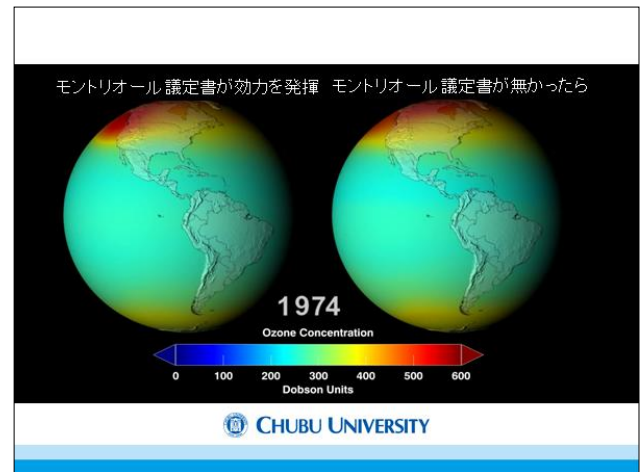 モントリオール議定書が効力を発揮 モントリオール議定書が無かったら
1974
Ozone Concentration
0 100 200 300 400 500 600
Dobson Units
CHUBU UNIVERSITY